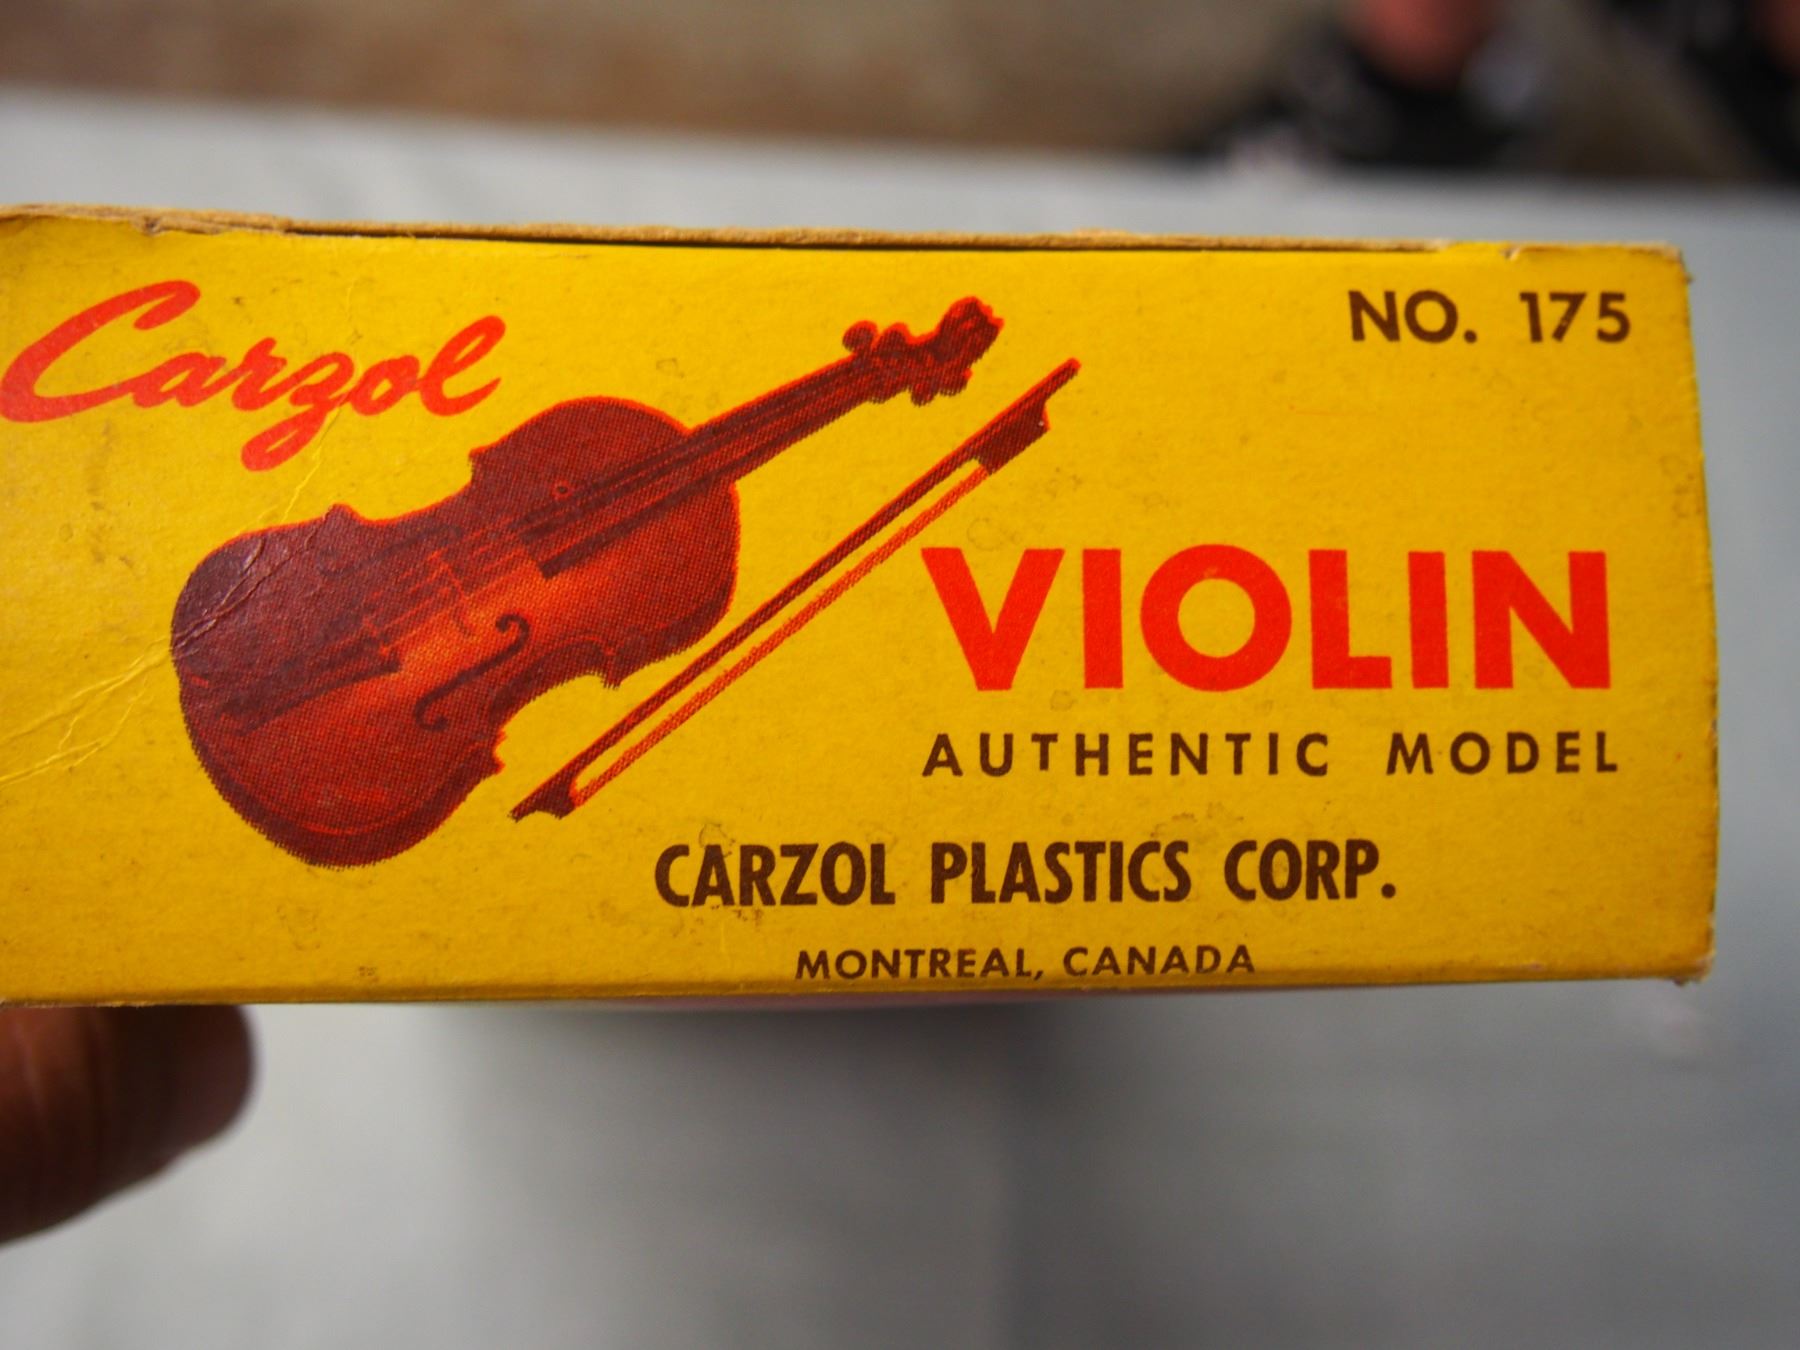 Carzol
NO. 175
VIOLIN
AUTHENTIC MODEL
CARZOL PLASTICS CORP.
MONTREAL, CANADA